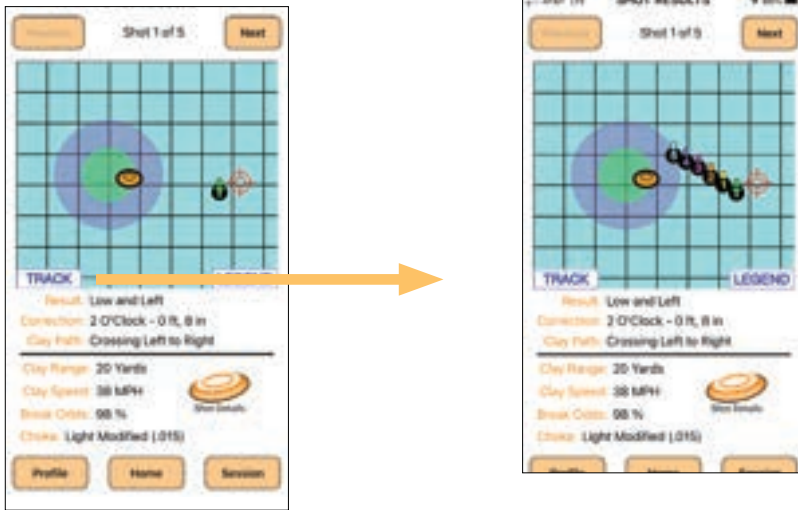 Shot 1 of 5
Next
TRACK
Result: Low and Left
Correction: 2 O'Clock - 0 ft, 8 in
Clay Path: Crossing Left to Right
Clay Range: 20 Yards
Clay Speed: 38 MPH
Break Odds: 98 %
Shot Details
Choke: Light Modified (.015)
Profile
Home
Session
SHOT RESULTS
Shot 1 of 5
Next
TRACK
LEGEND
Result: Low and Left
Correction: 2 O'Clock - 0 ft, 8 in
Clay Path: Crossing Left to Right
Clay Range: 20 Yards
Clay Speed: 38 MPH
Break Odds: 98 %
Shot Details
Choke: Light Modified (.015)